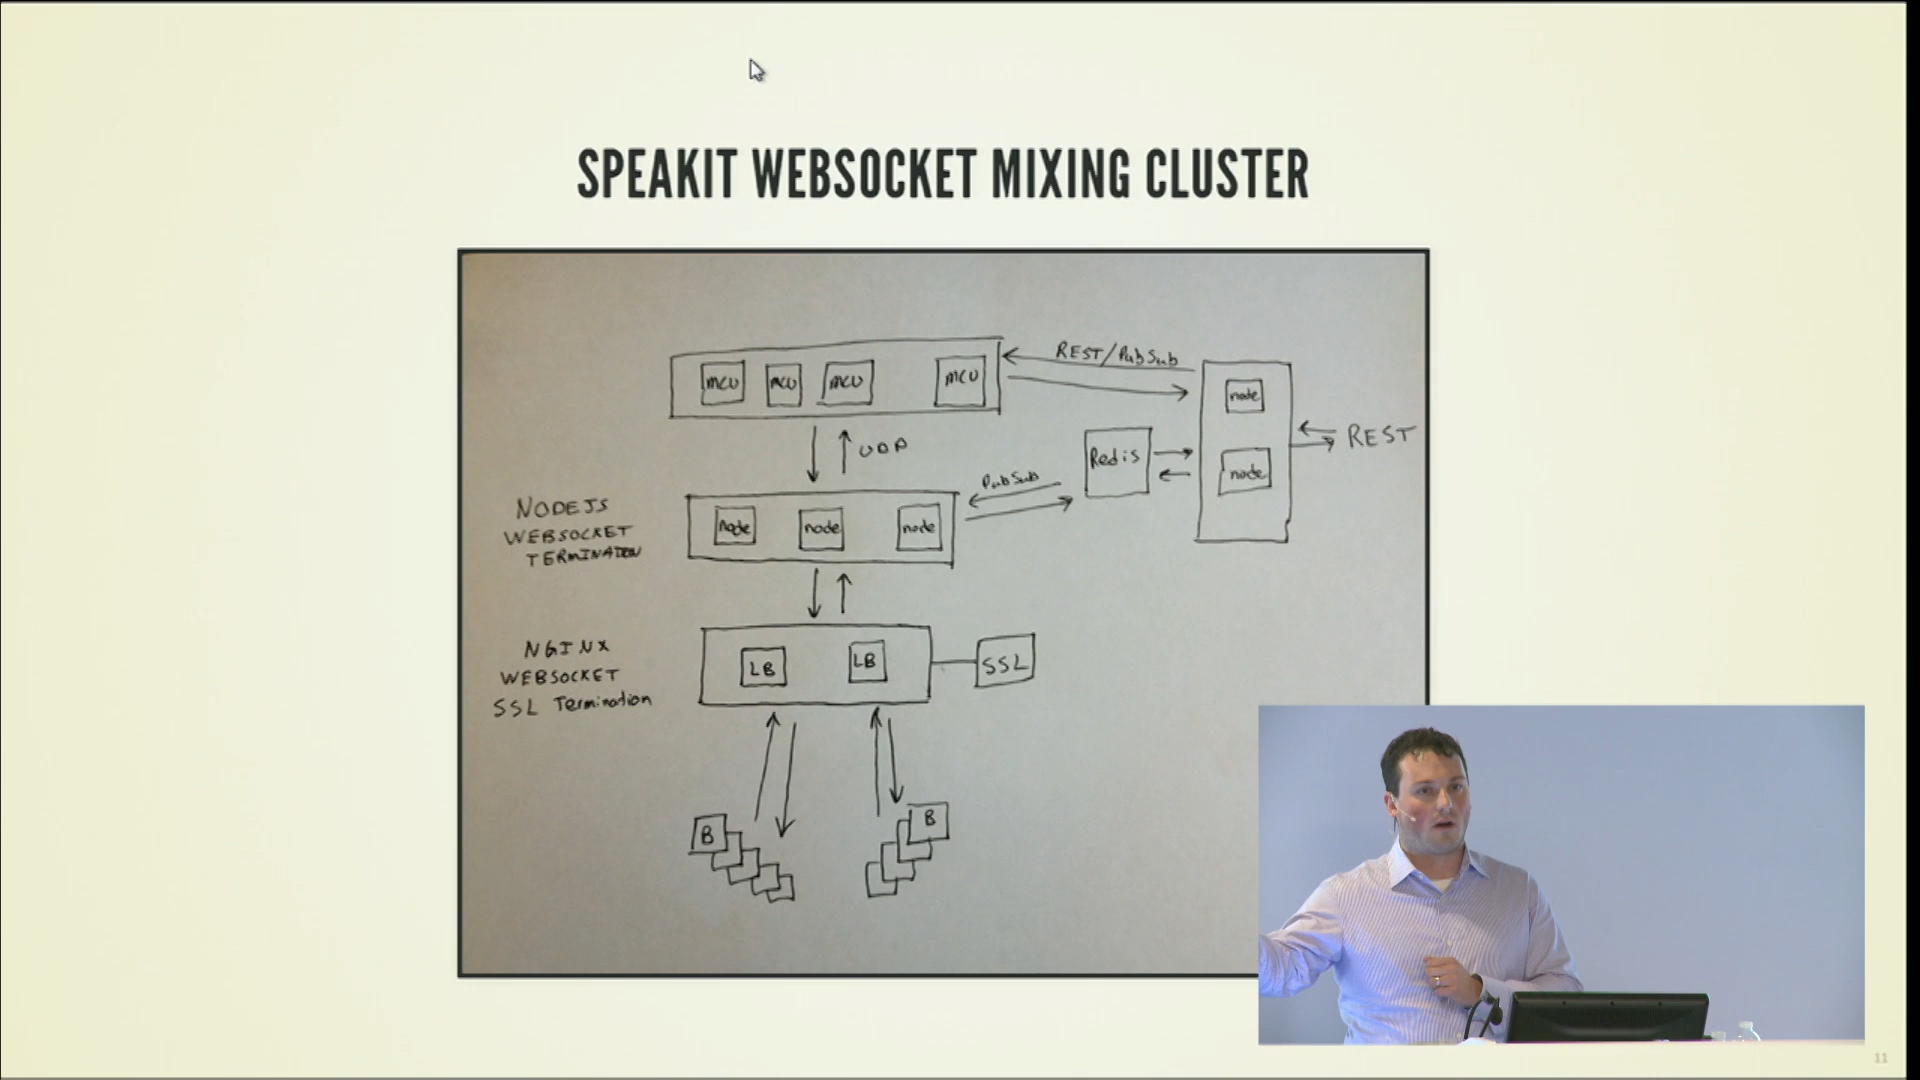 SPEAKIT WEBSOCKET MIXING CLUSTER
MCU MCU MCU MCU
REST/PubSub
node
REST
UDP
Redis
node
PubSub
NODEJS
WEBSOCKET
TERMINATION
node node node
NGINX
WEBSOCKET
SSL Termination
LB LB
SSL
B B
11